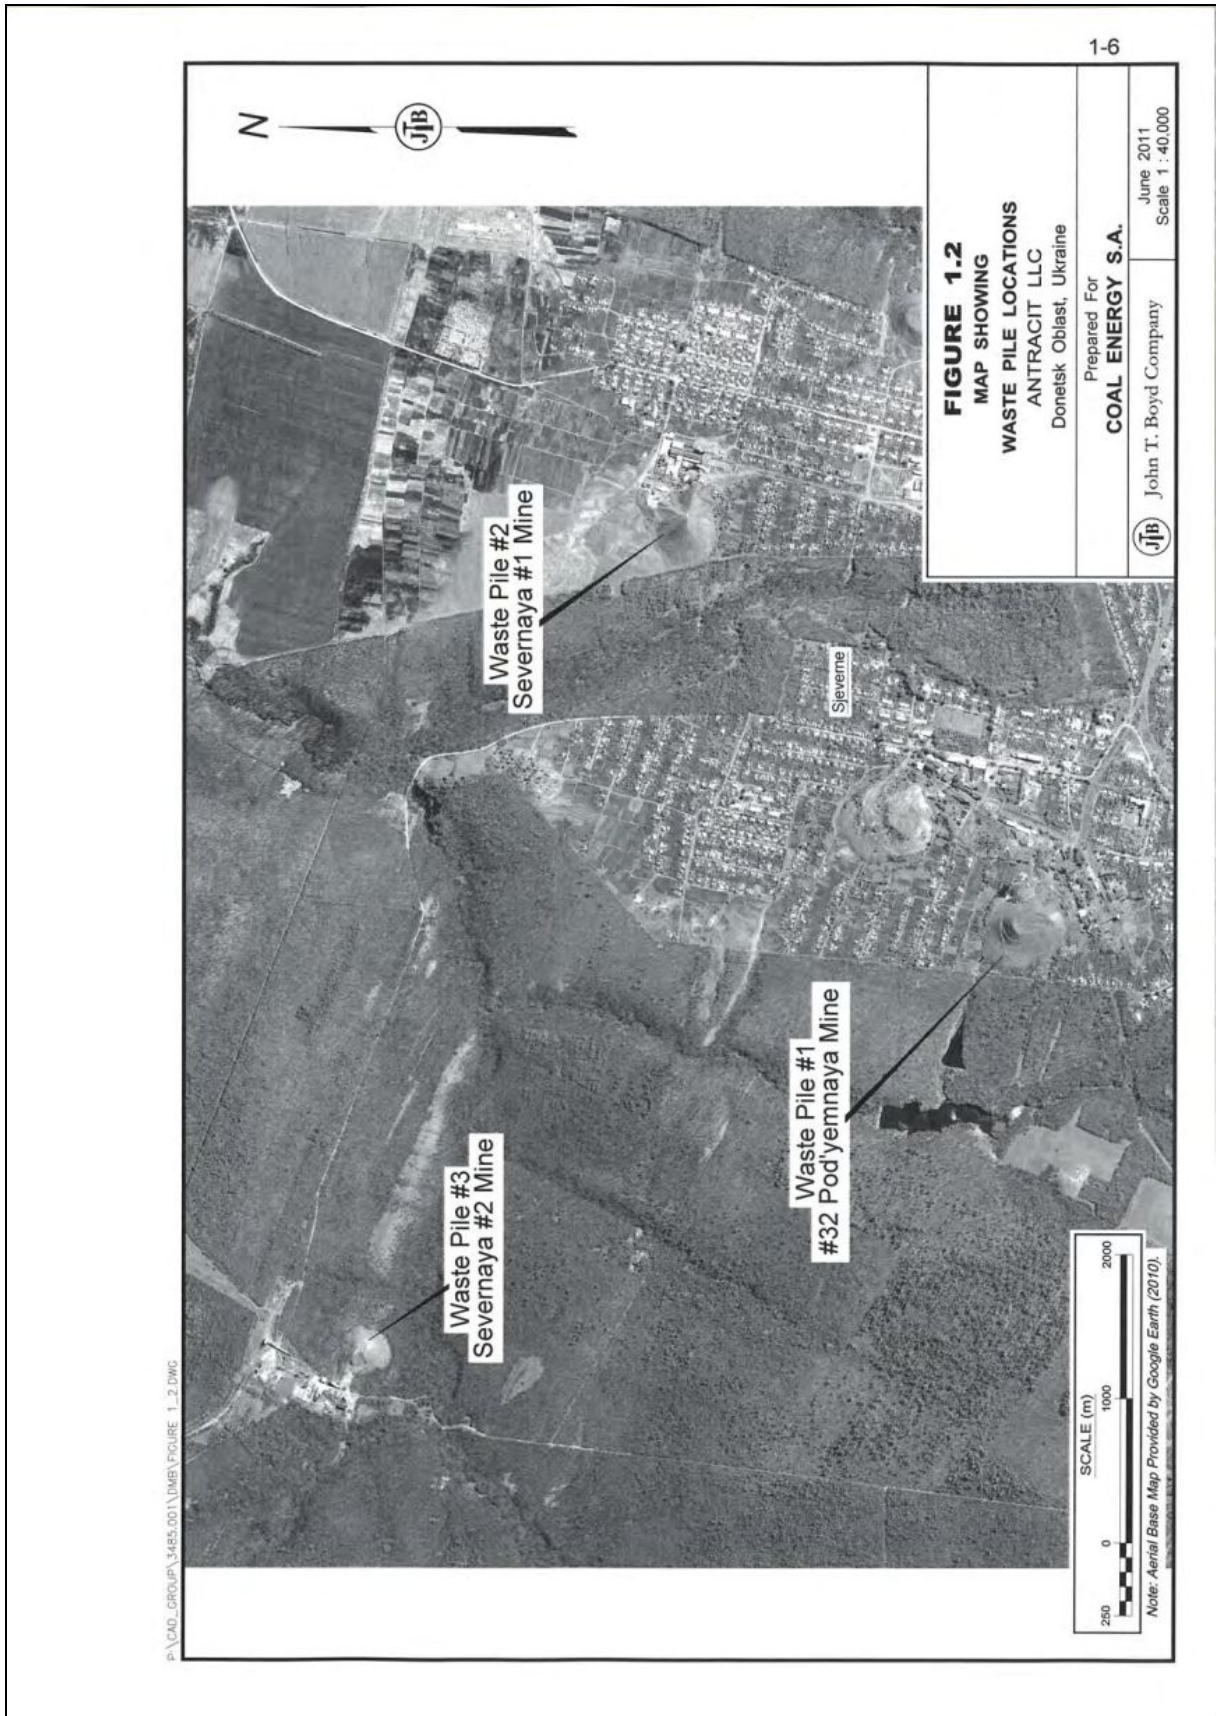 1-6
P:\CAD_GROUP\3485.001\DMB\FIGURE 1_2.DWG
N
JTB
Waste Pile #3
Severnaya #2 Mine
Waste Pile #2
Severnaya #1 Mine
Sjeverne
Waste Pile #1
#32 Pod'yemnaya Mine
SCALE (m)
250 0 1000 2000
Note: Aerial Base Map Provided by Google Earth (2010).
FIGURE 1.2
MAP SHOWING
WASTE PILE LOCATIONS
ANTRACIT LLC
Donetsk Oblast, Ukraine
Prepared For
COAL ENERGY S.A.
JTB John T. Boyd Company
June 2011
Scale 1 : 40,000